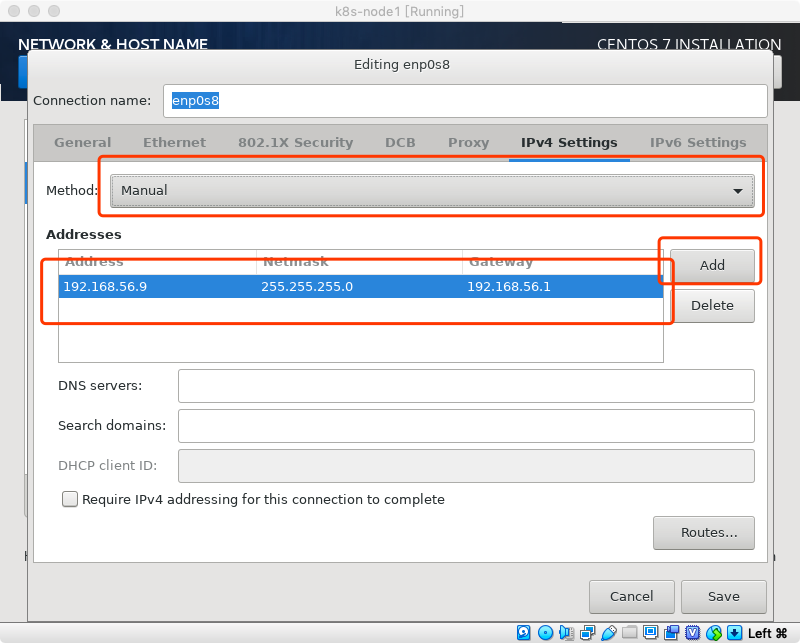 k8s-node1 [Running]
NETWORK & HOST NAME
CENTOS 7 INSTALLATION
Editing enp0s8
Connection name: enp0s8
General Ethernet 802.1X Security DCB Proxy IPv4 Settings IPv6 Settings
Method: Manual
Addresses
Address Netmask Gateway
Add
192.168.56.9 255.255.255.0 192.168.56.1
Delete
DNS servers:
Search domains:
DHCP client ID:
Require IPv4 addressing for this connection to complete
Routes...
Cancel Save
Left ⌘